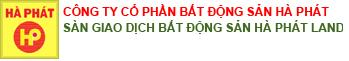 HÀ PHÁT
HP
CÔNG TY CỔ PHẦN BẤT ĐỘNG SẢN HÀ PHÁT
SÀN GIAO DỊCH BẤT ĐỘNG SẢN HÀ PHÁT LAND